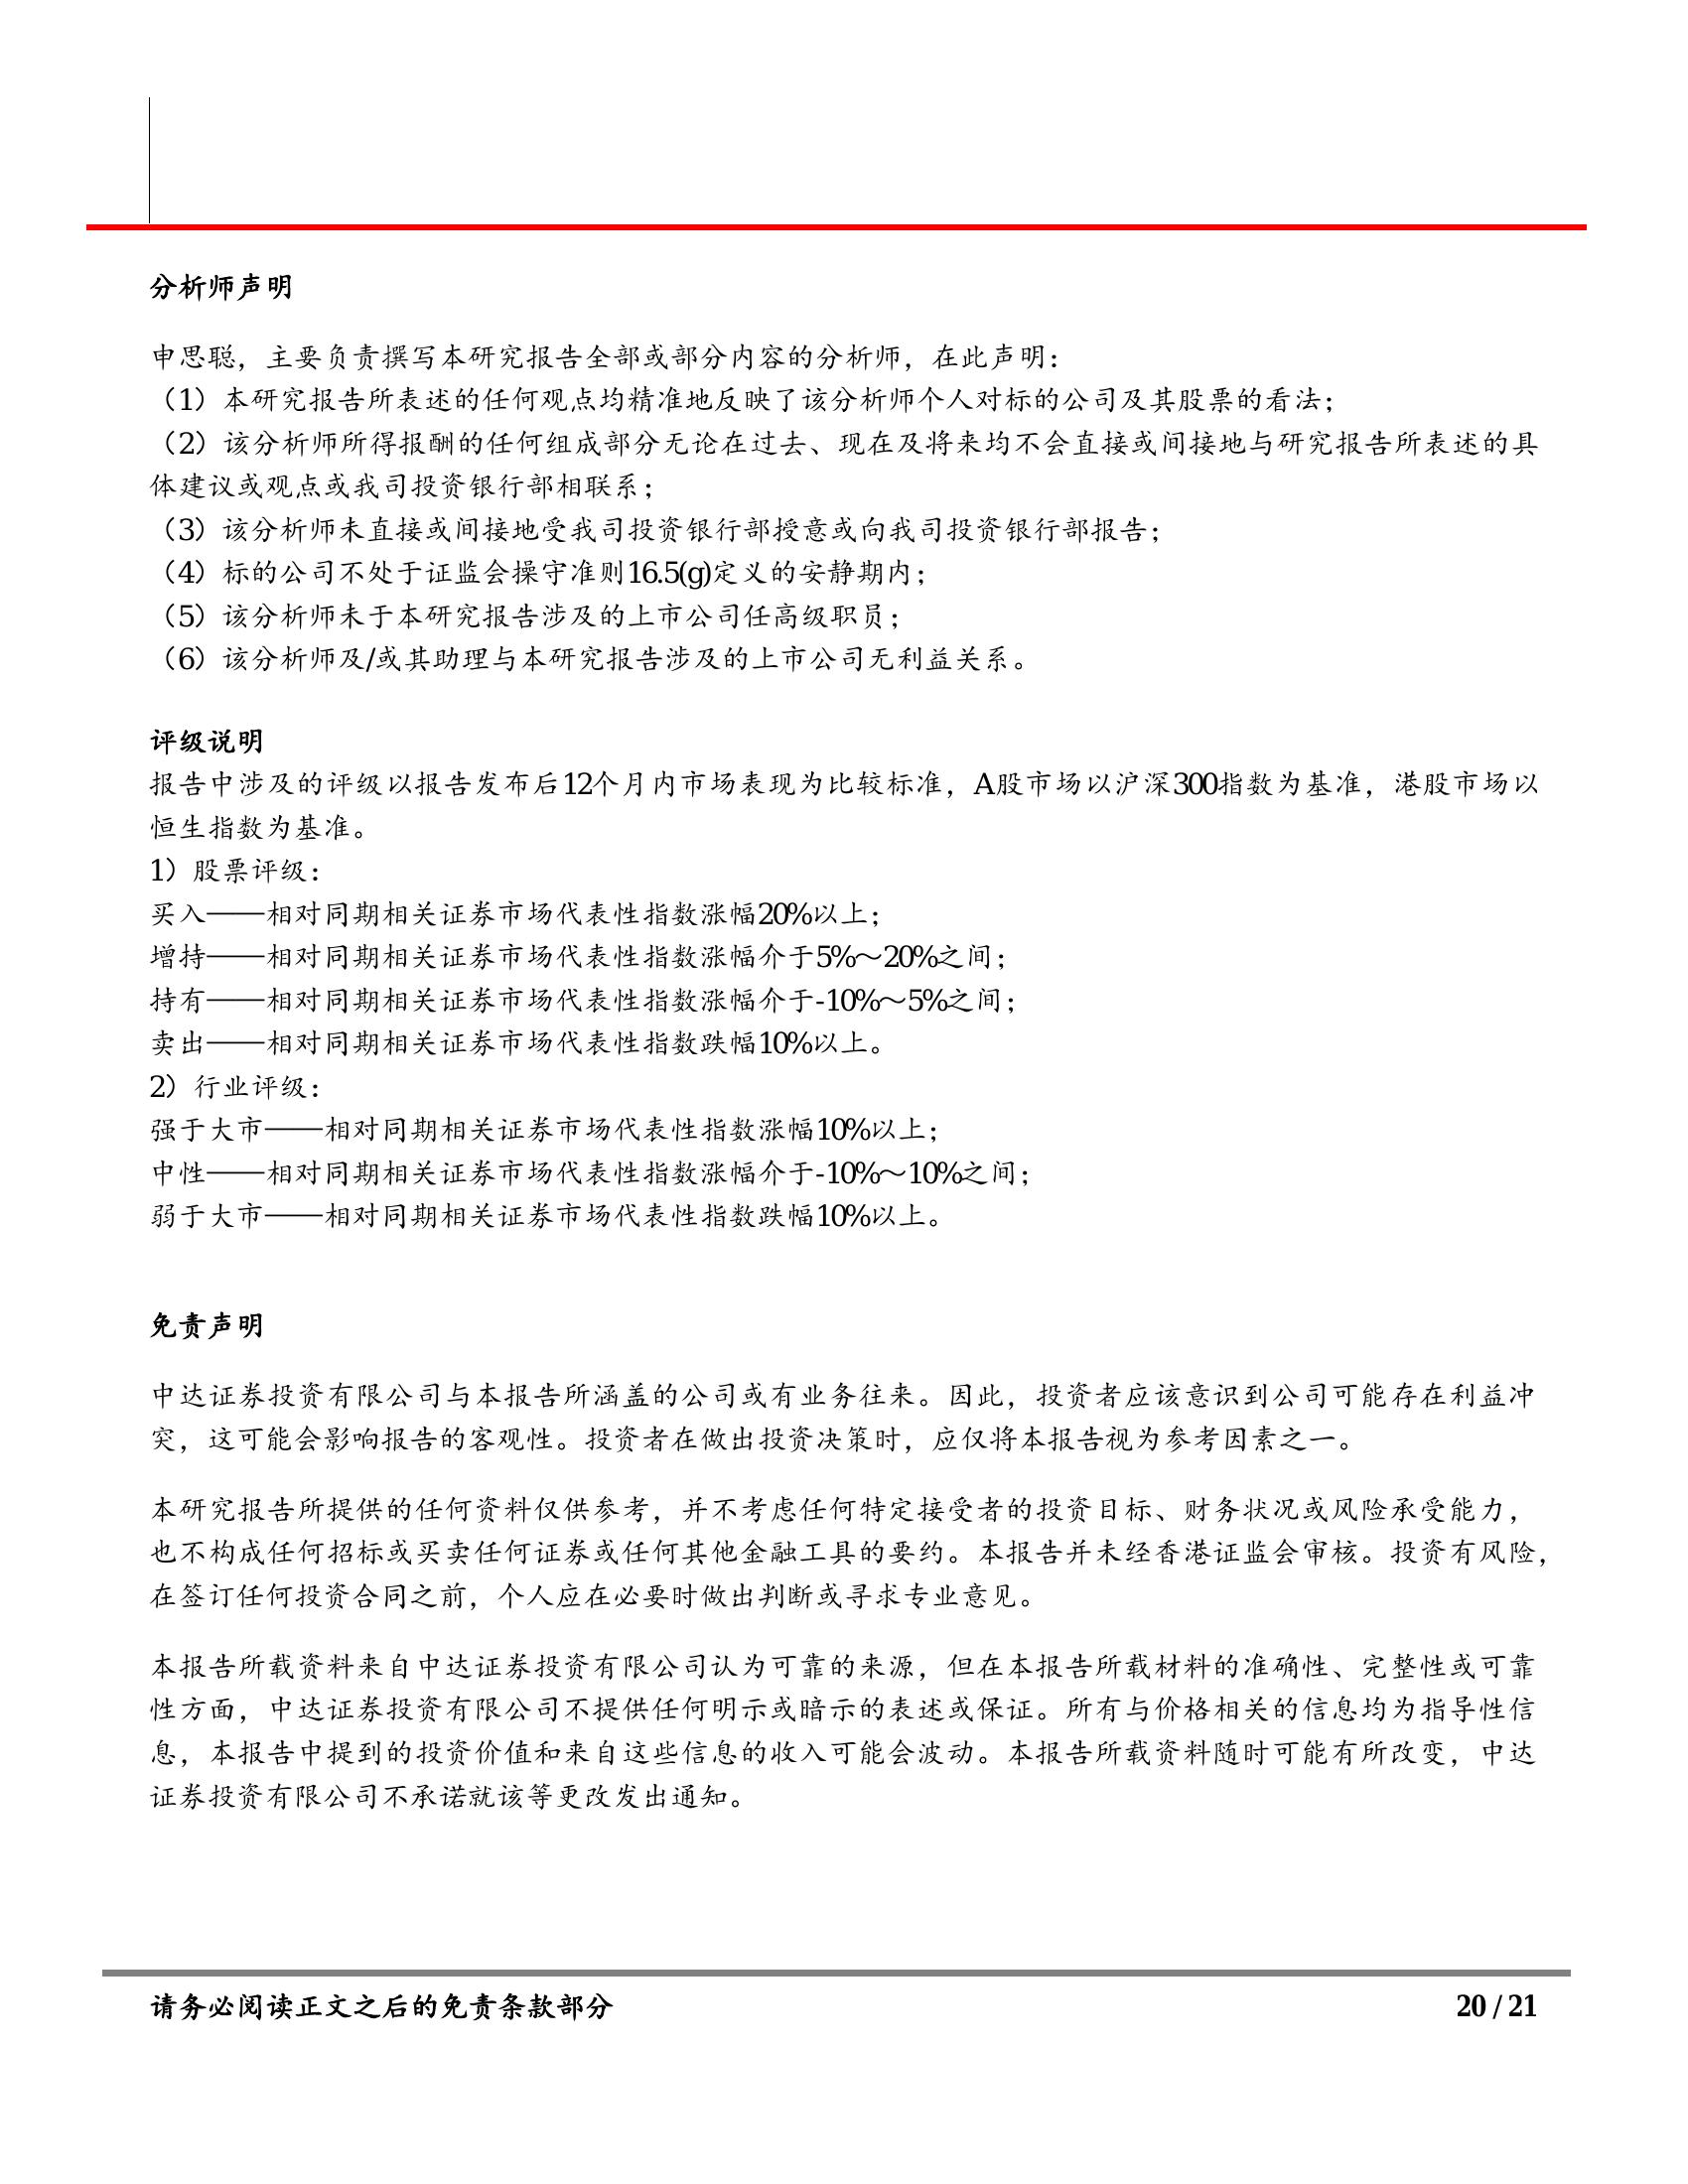 分析师声明
申思聪，主要负责撰写本研究报告全部或部分内容的分析师，在此声明：
（1）本研究报告所表述的任何观点均精准地反映了该分析师个人对标的公司及其股票的看法；
（2）该分析师所得报酬的任何组成部分无论在过去、现在及将来均不会直接或间接地与研究报告所表述的具
体建议或观点或我司投资银行部相联系；
（3）该分析师未直接或间接地受我司投资银行部授意或向我司投资银行部报告；
（4）标的公司不处于证监会操守准则16.5(g)定义的安静期内；
（5）该分析师未于本研究报告涉及的上市公司任高级职员；
（6）该分析师及/或其助理与本研究报告涉及的上市公司无利益关系。
评级说明
报告中涉及的评级以报告发布后12个月内市场表现为比较标准，A股市场以沪深300指数为基准，港股市场以
恒生指数为基准。
1）股票评级：
买入——相对同期相关证券市场代表性指数涨幅20%以上；
增持——相对同期相关证券市场代表性指数涨幅介于5%～20%之间；
持有——相对同期相关证券市场代表性指数涨幅介于-10%～5%之间；
卖出——相对同期相关证券市场代表性指数跌幅10%以上。
2）行业评级：
强于大市——相对同期相关证券市场代表性指数涨幅10%以上；
中性——相对同期相关证券市场代表性指数涨幅介于-10%～10%之间；
弱于大市——相对同期相关证券市场代表性指数跌幅10%以上。
免责声明
中达证券投资有限公司与本报告所涵盖的公司或有业务往来。因此，投资者应该意识到公司可能存在利益冲
突，这可能会影响报告的客观性。投资者在做出投资决策时，应仅将本报告视为参考因素之一。
本研究报告所提供的任何资料仅供参考，并不考虑任何特定接受者的投资目标、财务状况或风险承受能力，
也不构成任何招标或买卖任何证券或任何其他金融工具的要约。本报告并未经香港证监会审核。投资有风险，
在签订任何投资合同之前，个人应在必要时做出判断或寻求专业意见。
本报告所载资料来自中达证券投资有限公司认为可靠的来源，但在本报告所载材料的准确性、完整性或可靠
性方面，中达证券投资有限公司不提供任何明示或暗示的表述或保证。所有与价格相关的信息均为指导性信
息，本报告中提到的投资价值和来自这些信息的收入可能会波动。本报告所载资料随时可能有所改变，中达
证券投资有限公司不承诺就该等更改发出通知。
请务必阅读正文之后的免责条款部分 20 / 21